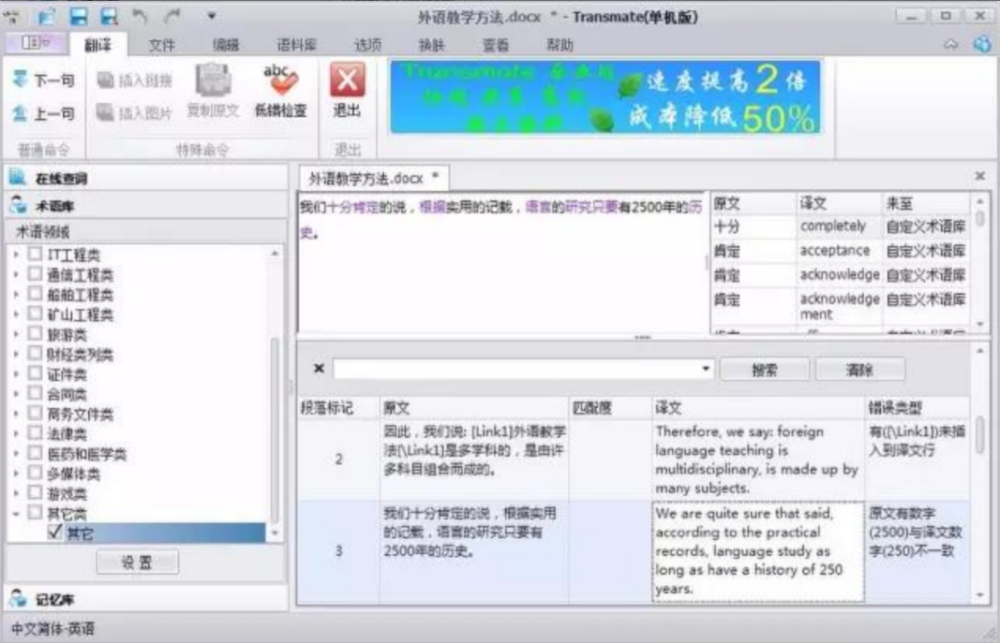 外语教学方法.docx * - Transmate(单机版)
翻译 文件 编辑 语料库 选项 换肤 查看 帮助
下一句 插入链接 复制原文 低错检查 退出
上一句 插入图片
普通命令 特殊命令 退出
速度提高2倍
成本降低50%
在线查词
术语库
术语领域
IT工程类
通信工程类
船舶工程类
矿山工程类
旅游类
财经类列类
证件类
合同类
商务文件类
法律类
医药和医学类
多媒体类
游戏类
其它类
其它
设置
记忆库
中文简体-英语
外语教学方法.docx *
我们十分肯定的说，根据实用的记载，语言的研究只要有2500年的历
史。
原文 译文 来至
十分 completely 自定义术语库
肯定 acceptance 自定义术语库
肯定 acknowledge 自定义术语库
肯定 acknowledge 自定义术语库
ment
搜索 清除
段落标记 原文 匹配度 译文 错误类型
2
因此，我们说: [Link1]外语教学
法[\Link1]是多学科的，是由许
多科目组合而成的。
Therefore, we say: foreign
language teaching is
multidisciplinary, is made up by
many subjects.
有([\Link1])未插
入到译文行
3
我们十分肯定的说，根据实用
的记载，语言的研究只要有
2500年的历史。
We are quite sure that said,
according to the practical
records, language study as
long as have a history of 250
years.
原文有数字
(2500)与译文数
字(250)不一致